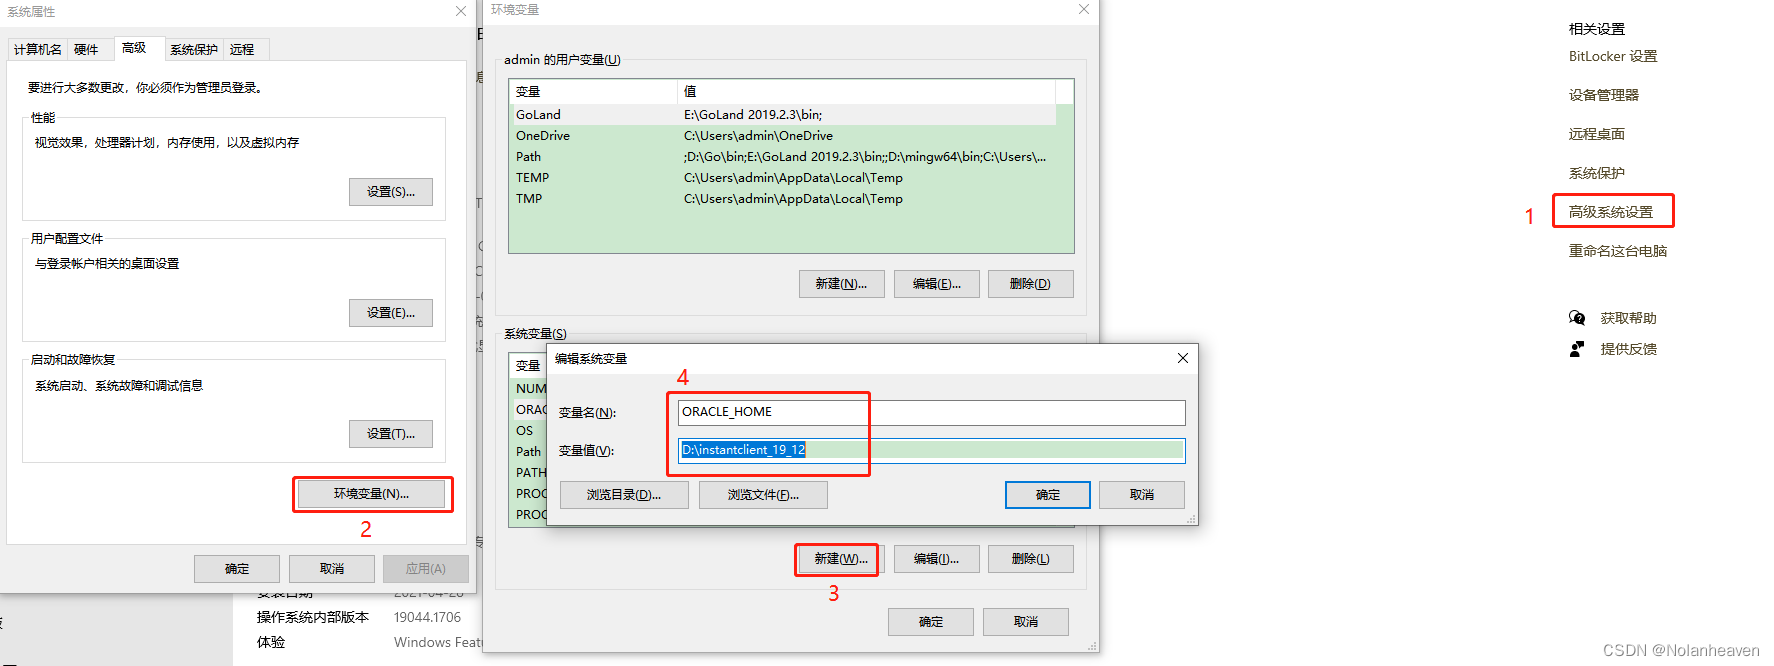 系统属性
计算机名
硬件
高级
系统保护
远程
要进行大多数更改，你必须作为管理员登录。
性能
视觉效果，处理器计划，内存使用，以及虚拟内存
设置(S)...
用户配置文件
与登录帐户相关的桌面设置
设置(E)...
启动和故障恢复
系统启动、系统故障和调试信息
设置(T)...
环境变量(N)...
2
确定
取消
应用(A)
操作系统内部版本
19044.1706
体验
环境变量
admin 的用户变量(U)
变量
值
GoLand
E:\GoLand 2019.2.3\bin;
OneDrive
C:\Users\admin\OneDrive
Path
;D:\Go\bin;E:\GoLand 2019.2.3\bin;;D:\mingw64\bin;C:\Users\...
TEMP
C:\Users\admin\AppData\Local\Temp
TMP
C:\Users\admin\AppData\Local\Temp
新建(N)...
编辑(E)...
删除(D)
系统变量(S)
变量
NUM
ORAC
OS
Path
PATH
PROC
PROC
编辑系统变量
4
变量名(N):
ORACLE_HOME
变量值(V):
D:\instantclient_19_12
浏览目录(D)...
浏览文件(F)...
确定
取消
新建(W)...
编辑(I)...
删除(L)
3
确定
取消
相关设置
BitLocker 设置
设备管理器
远程桌面
系统保护
1
高级系统设置
重命名这台电脑
获取帮助
提供反馈
CSDN @Nolanheaven